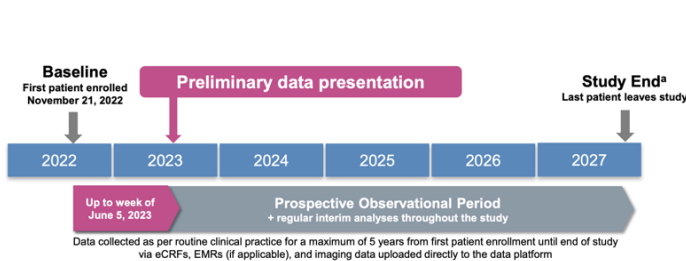 Baseline
First patient enrolled
November 21, 2022
Preliminary data presentation
Study Endᵃ
Last patient leaves study
2022 2023 2024 2025 2026 2027
Up to week of
June 5, 2023
Prospective Observational Period
+ regular interim analyses throughout the study
Data collected as per routine clinical practice for a maximum of 5 years from first patient enrollment until end of study
via eCRFs, EMRs (if applicable), and imaging data uploaded directly to the data platform